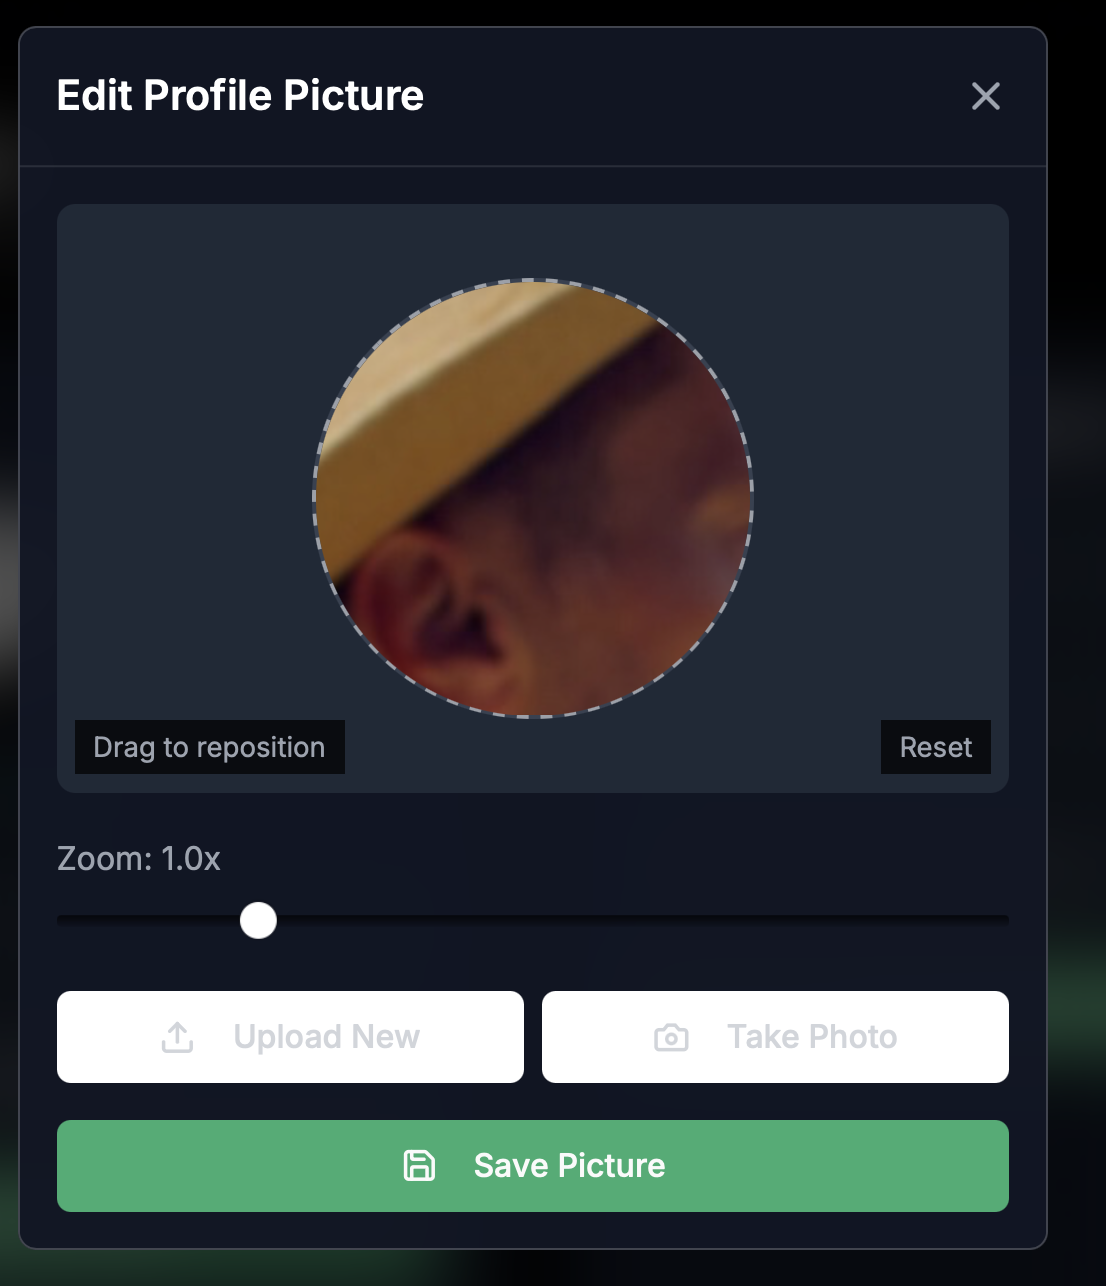 Edit Profile Picture
Drag to reposition
Reset
Zoom: 1.0x
Upload New
Take Photo
Save Picture